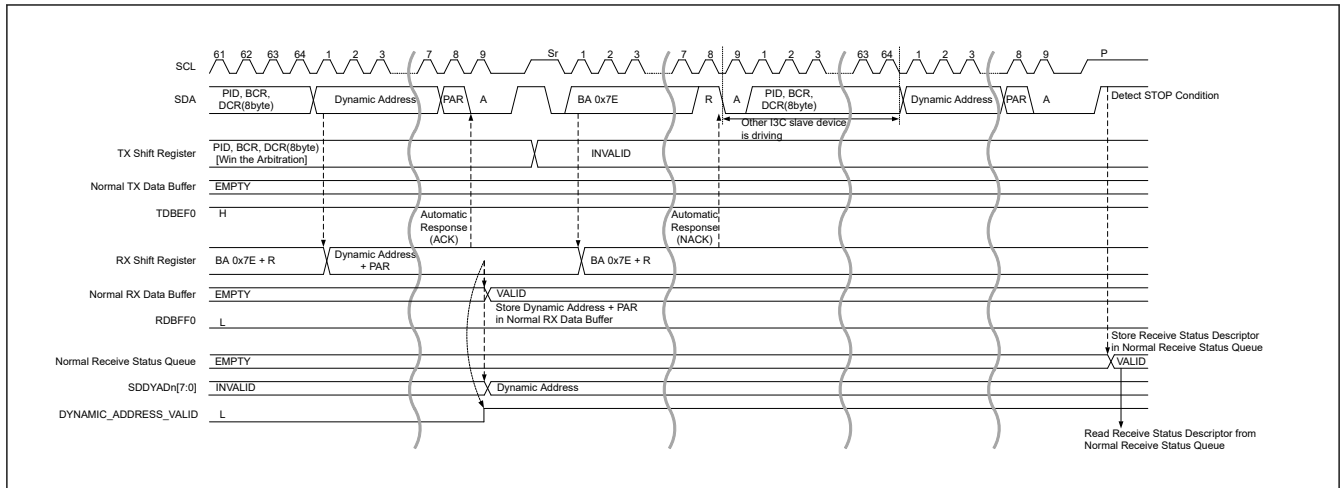 61 62 63 64 1 2 3 7 8 9 Sr 1 2 3 7 8 9 1 2 3 63 64 1 2 3 8 9 P
SCL
SDA
PID, BCR,
DCR(8byte)
Dynamic Address
PAR
A
BA 0x7E
R
A
PID, BCR,
DCR(8byte)
Dynamic Address
PAR
A
Detect STOP Condition
Other I3C slave device
is driving
TX Shift Register
PID, BCR, DCR(8byte)
[Win the Arbitration]
INVALID
Normal TX Data Buffer
EMPTY
TDBEF0
H
Automatic
Response
(ACK)
Automatic
Response
(NACK)
RX Shift Register
BA 0x7E + R
Dynamic Address
+ PAR
BA 0x7E + R
Normal RX Data Buffer
EMPTY
VALID
Store Dynamic Address + PAR
in Normal RX Data Buffer
RDBFF0
L
Store Receive Status Descriptor
in Normal Receive Status Queue
Normal Receive Status Queue
EMPTY
VALID
SDDYADn[7:0]
INVALID
Dynamic Address
DYNAMIC_ADDRESS_VALID
L
Read Receive Status Descriptor from
Normal Receive Status Queue